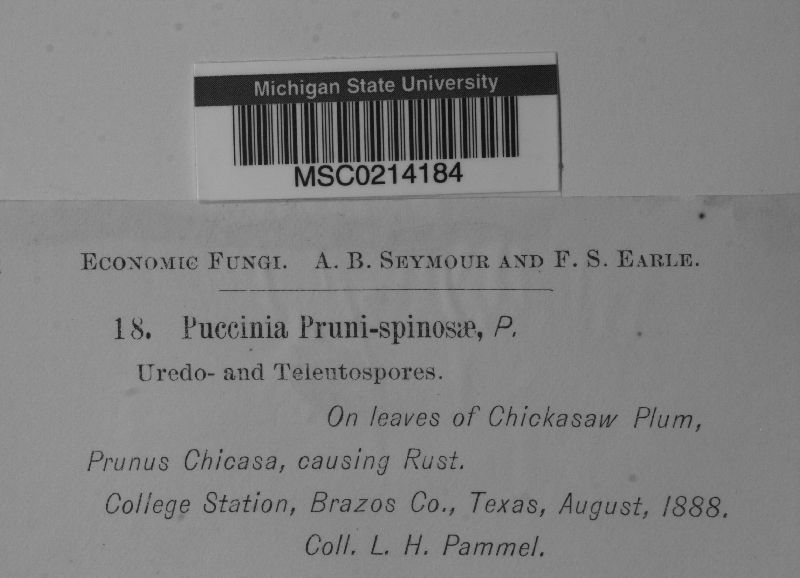 Michigan State University
MSC0214184
ECONOMIC FUNGI. A. B. SEYMOUR AND F. S. EARLE.
18. Puccinia Pruni-spinosæ, P.
Uredo- and Teleutospores.
On leaves of Chickasaw Plum,
Prunus Chicasa, causing Rust.
College Station, Brazos Co., Texas, August, 1888.
Coll. L. H. Pammel.